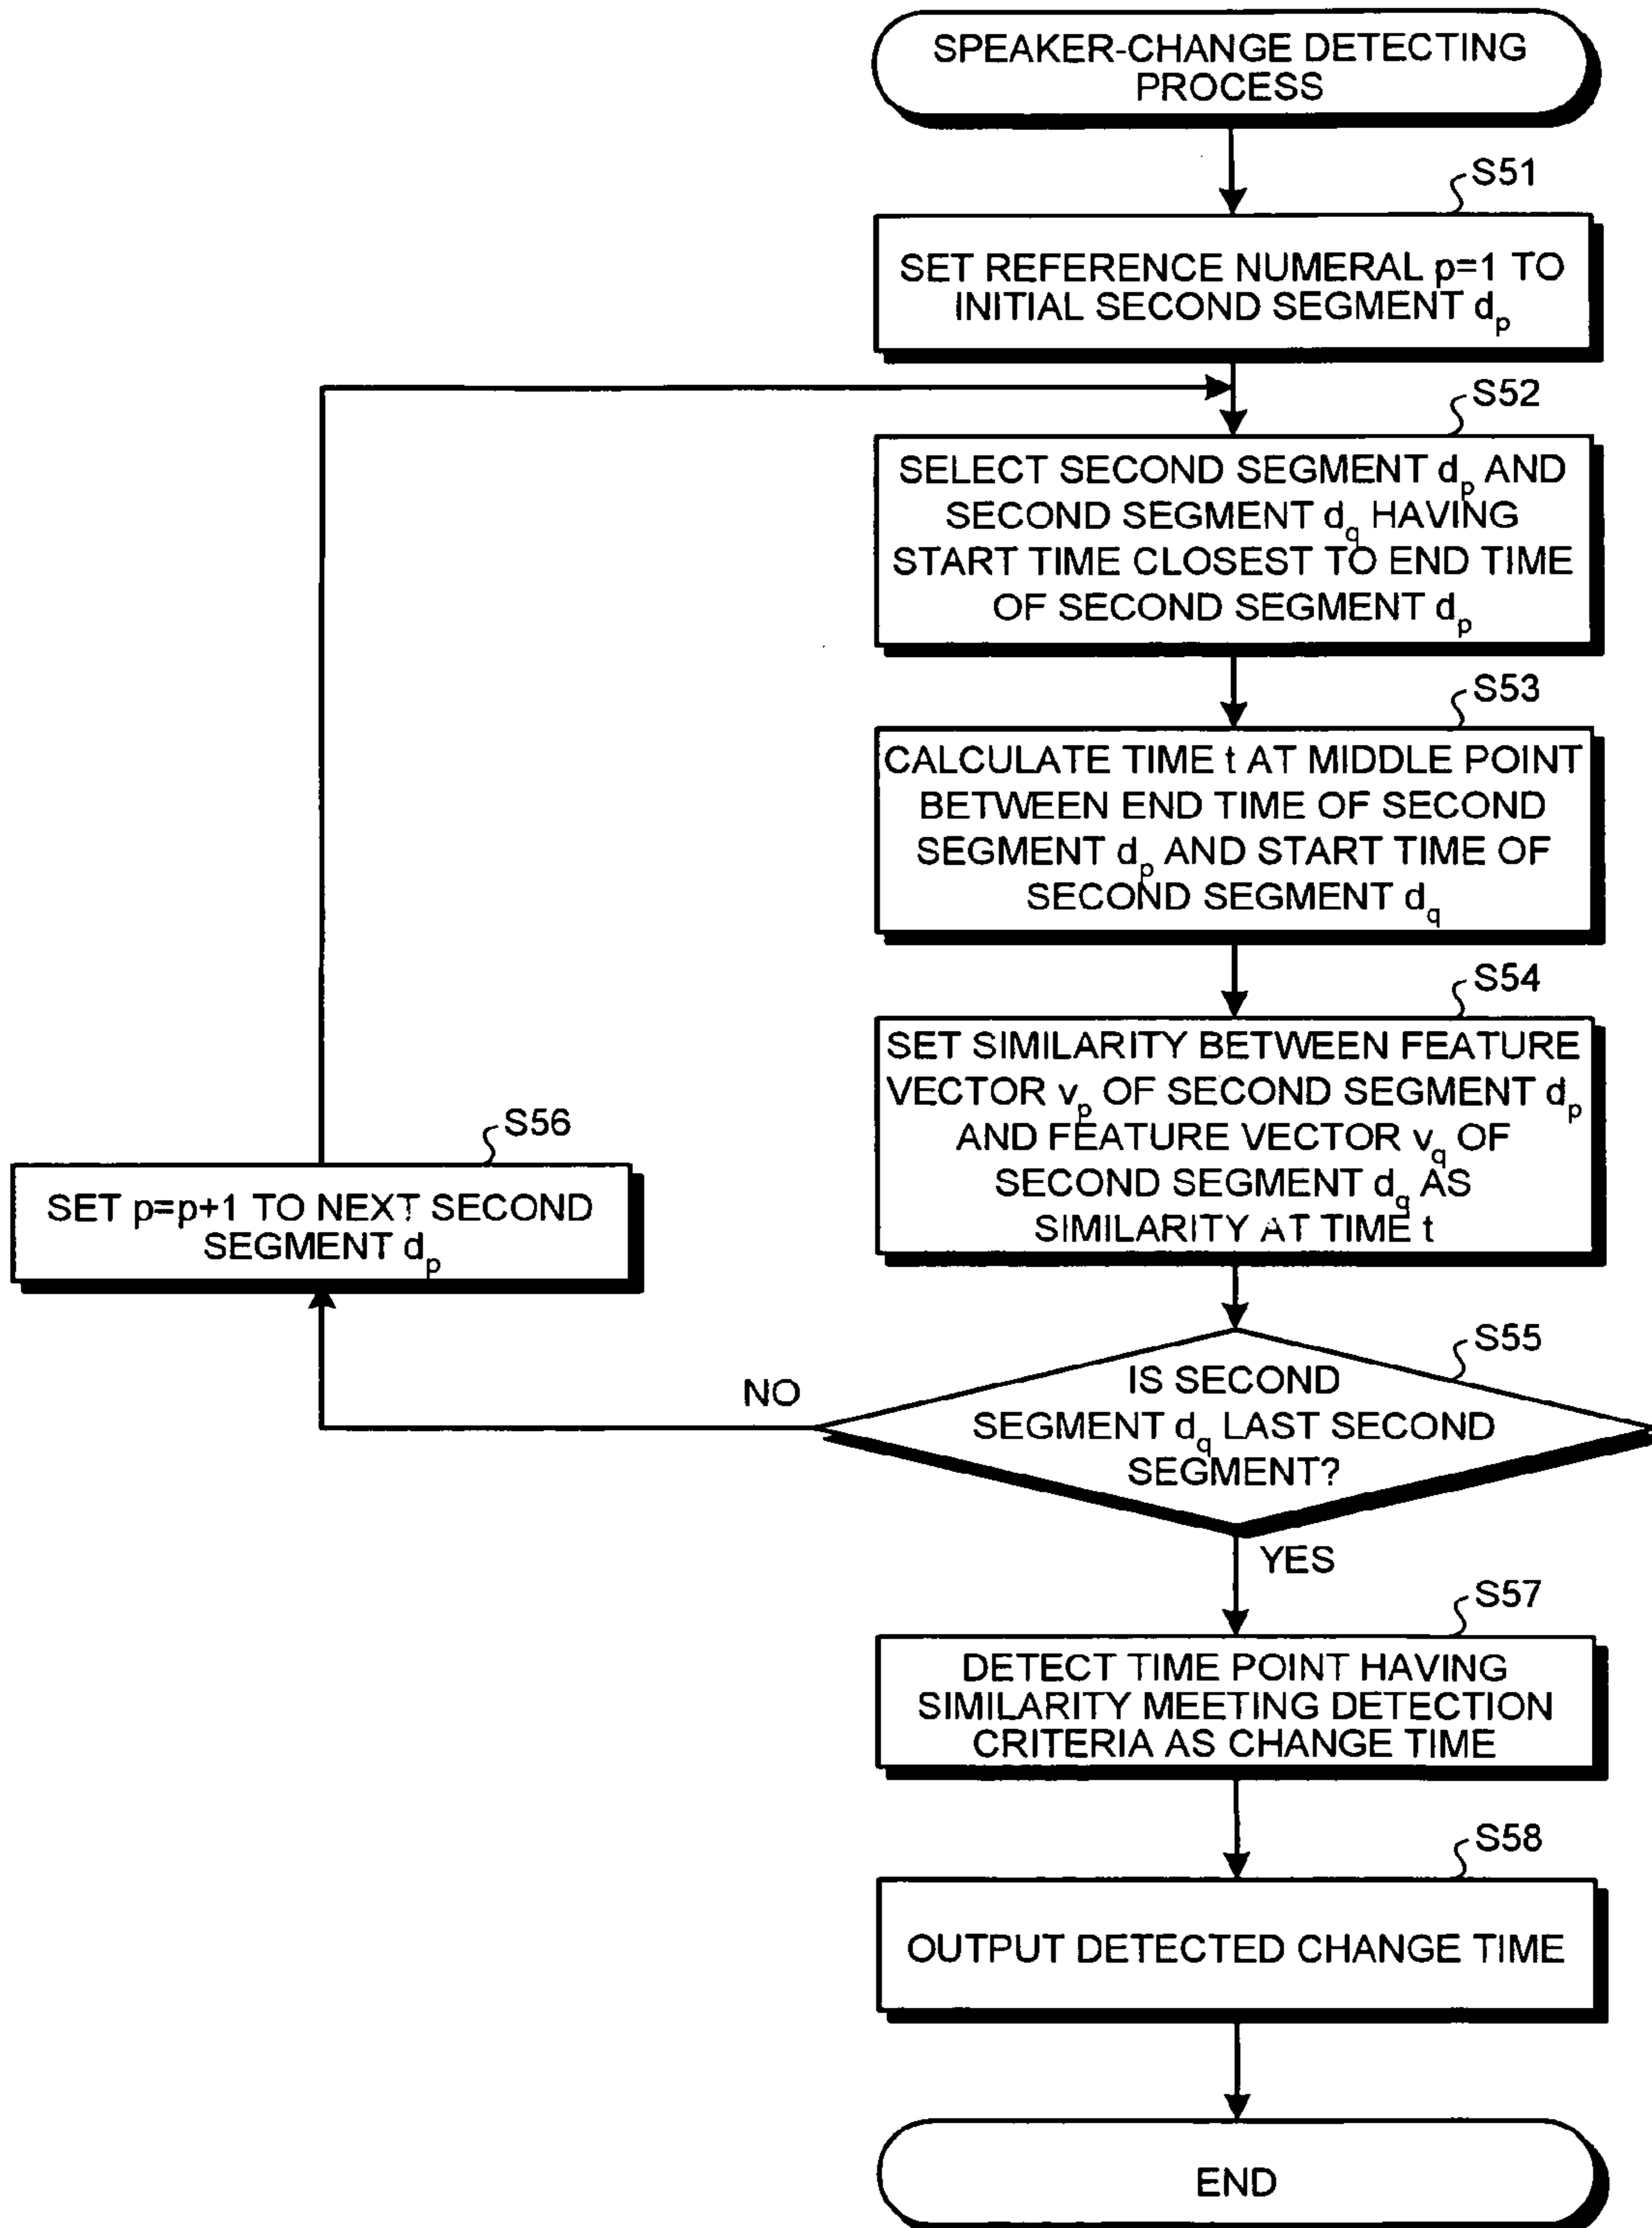 SPEAKER-CHANGE DETECTING
PROCESS
S51
SET REFERENCE NUMERAL p=1 TO
INITIAL SECOND SEGMENT dp
S52
SELECT SECOND SEGMENT dp AND
SECOND SEGMENT dq HAVING
START TIME CLOSEST TO END TIME
OF SECOND SEGMENT dp
S53
CALCULATE TIME t AT MIDDLE POINT
BETWEEN END TIME OF SECOND
SEGMENT dp AND START TIME OF
SECOND SEGMENT dq
S54
SET SIMILARITY BETWEEN FEATURE
VECTOR vp OF SECOND SEGMENT dp
AND FEATURE VECTOR vq OF
SECOND SEGMENT dq AS
SIMILARITY AT TIME t
S56
SET p=p+1 TO NEXT SECOND
SEGMENT dp
S55
IS SECOND
SEGMENT dq LAST SECOND
SEGMENT?
NO
YES
S57
DETECT TIME POINT HAVING
SIMILARITY MEETING DETECTION
CRITERIA AS CHANGE TIME
S58
OUTPUT DETECTED CHANGE TIME
END